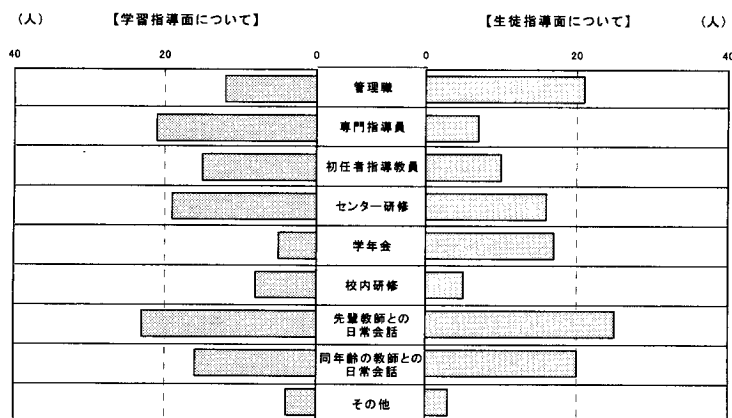 (人) 【学習指導面について】 【生徒指導面について】 (人)
40 20 0 0 20 40
管理職
専門指導員
初任者指導教員
センター研修
学年会
校内研修
先輩教師との
日常会話
同年齢の教師との
日常会話
その他